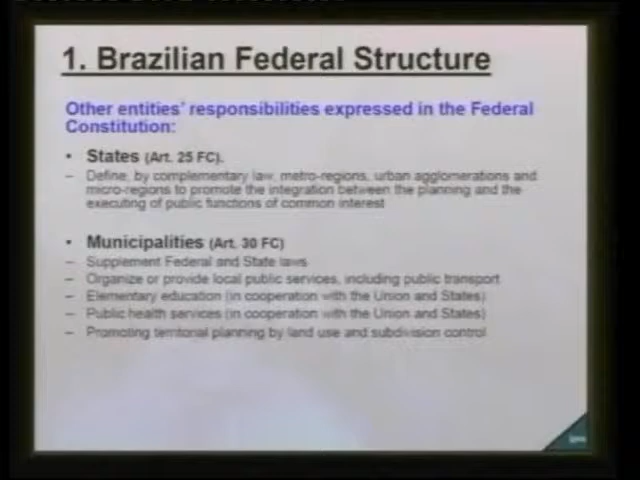 1. Brazilian Federal Structure
Other entities' responsibilities expressed in the Federal
Constitution:
• States (Art. 25 FC).
– Define, by complementary law, metro-regions, urban agglomerations and
micro-regions to promote the integration between the planning and the
executing of public functions of common interest
• Municipalities (Art. 30 FC)
– Supplement Federal and State laws
– Organize or provide local public services, including public transport
– Elementary education (in cooperation with the Union and States)
– Public health services (in cooperation with the Union and States)
– Promoting territorial planning by land use and subdivision control